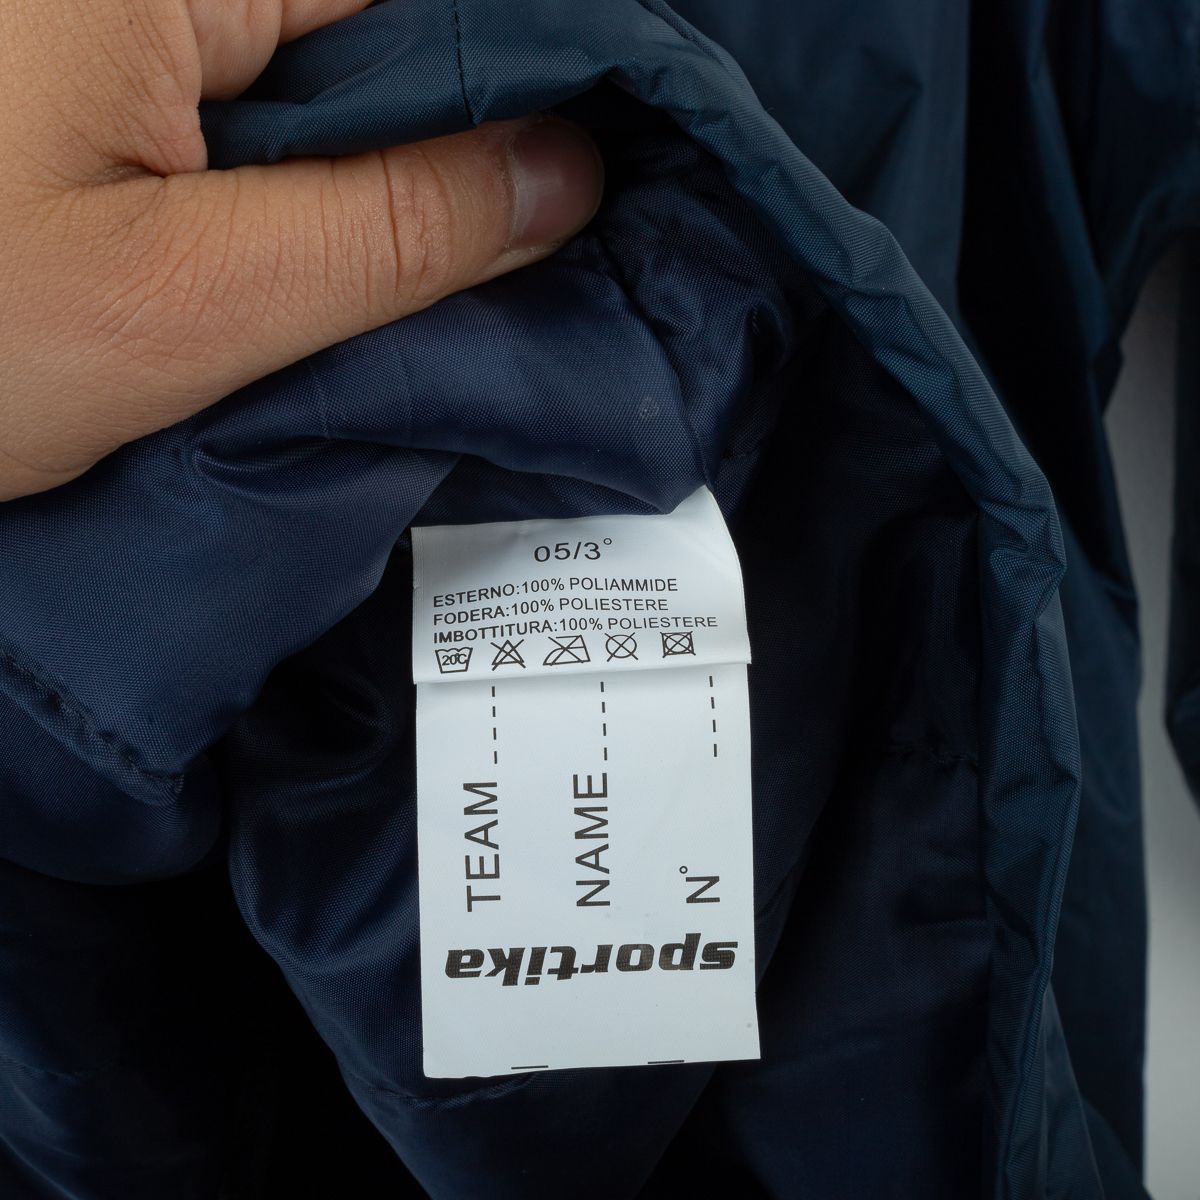 05/3°
ESTERNO:100% POLIAMMIDE
FODERA:100% POLIESTERE
IMBOTTITURA:100% POLIESTERE
20°C
TEAM -----
NAME -----
N° -----
sportika